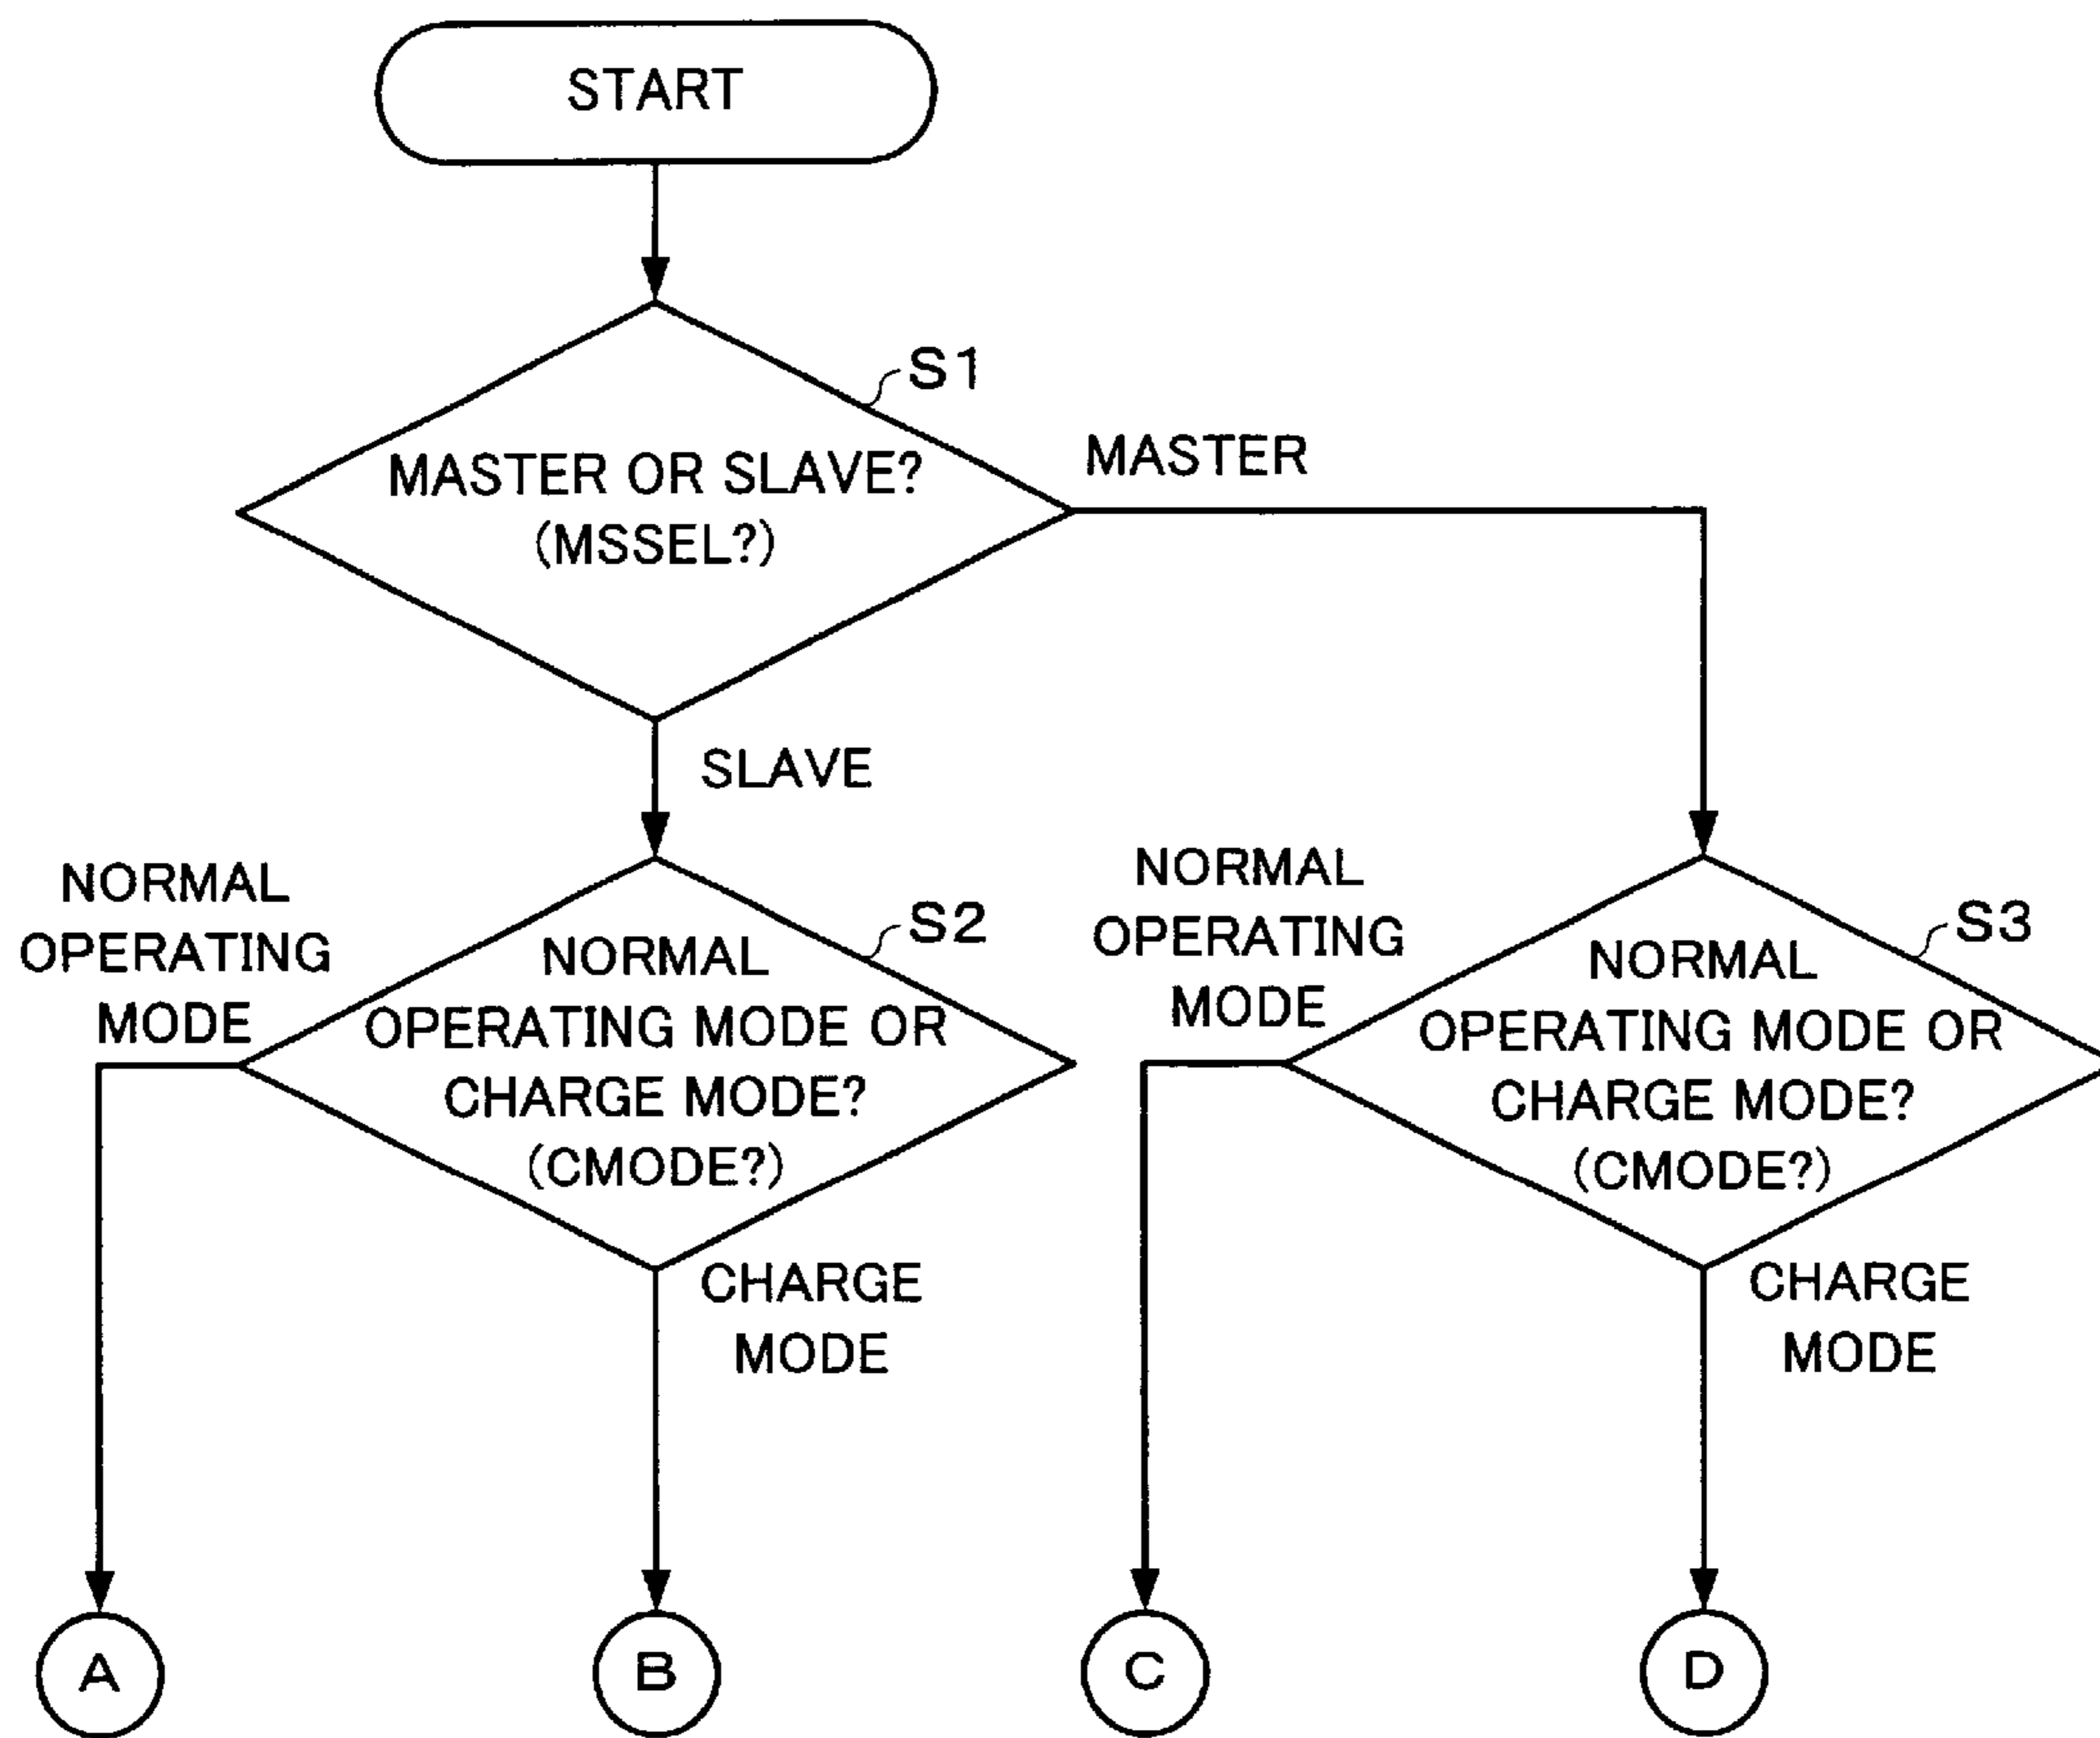 START
S1
MASTER OR SLAVE?
(MSSEL?)
MASTER
SLAVE
NORMAL
OPERATING
MODE
S2
NORMAL
OPERATING MODE OR
CHARGE MODE?
(CMODE?)
NORMAL
OPERATING
MODE
S3
NORMAL
OPERATING MODE OR
CHARGE MODE?
(CMODE?)
CHARGE
MODE
CHARGE
MODE
A
B
C
D